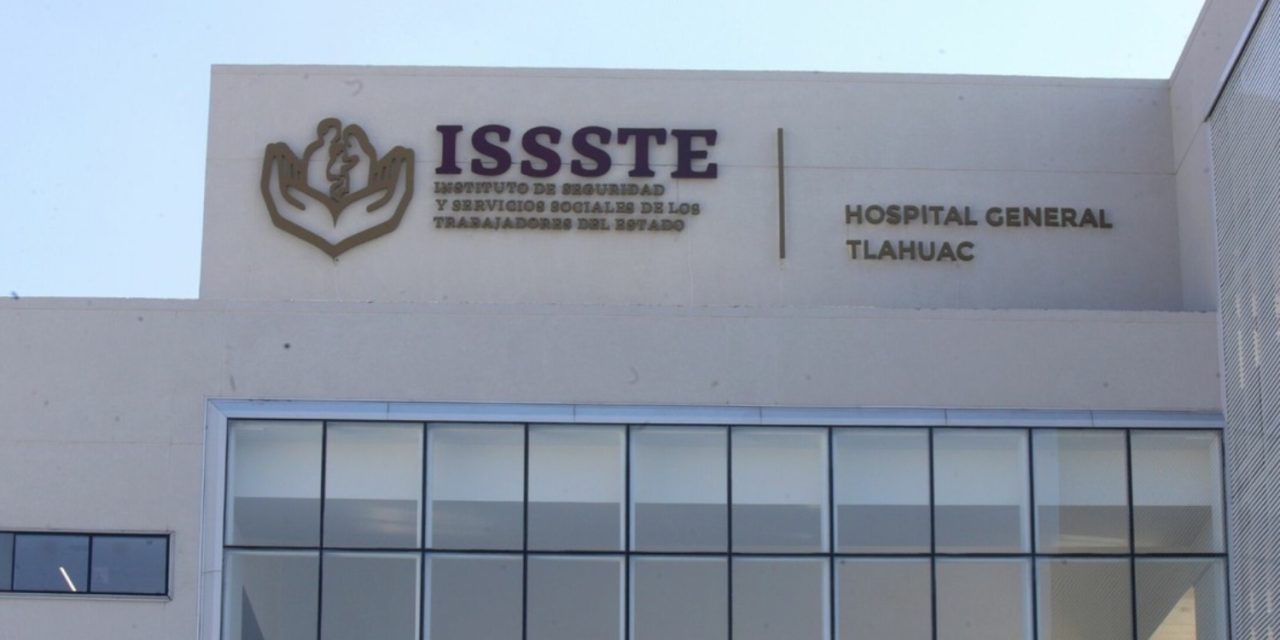 ISSSTE
INSTITUTO DE SEGURIDAD
Y SERVICIOS SOCIALES DE LOS
TRABAJADORES DEL ESTADO
HOSPITAL GENERAL
TLAHUAC